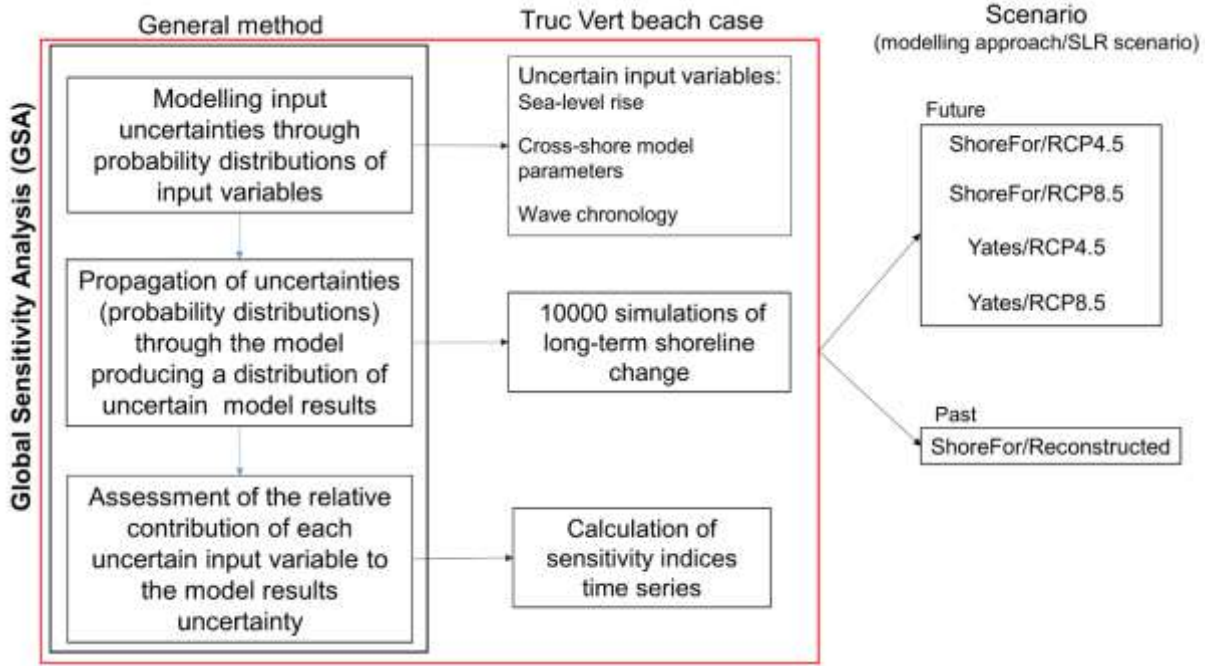 General method
Truc Vert beach case
Scenario
(modelling approach/SLR scenario)
Global Sensitivity Analysis (GSA)
Modelling input
uncertainties through
probability distributions of
input variables
Uncertain input variables:
Sea-level rise
Cross-shore model
parameters
Wave chronology
Future
ShoreFor/RCP4.5
ShoreFor/RCP8.5
Yates/RCP4.5
Yates/RCP8.5
Propagation of uncertainties
(probability distributions)
through the model
producing a distribution of
uncertain model results
10000 simulations of
long-term shoreline
change
Past
ShoreFor/Reconstructed
Assessment of the relative
contribution of each
uncertain input variable to
the model results
uncertainty
Calculation of
sensitivity indices
time series